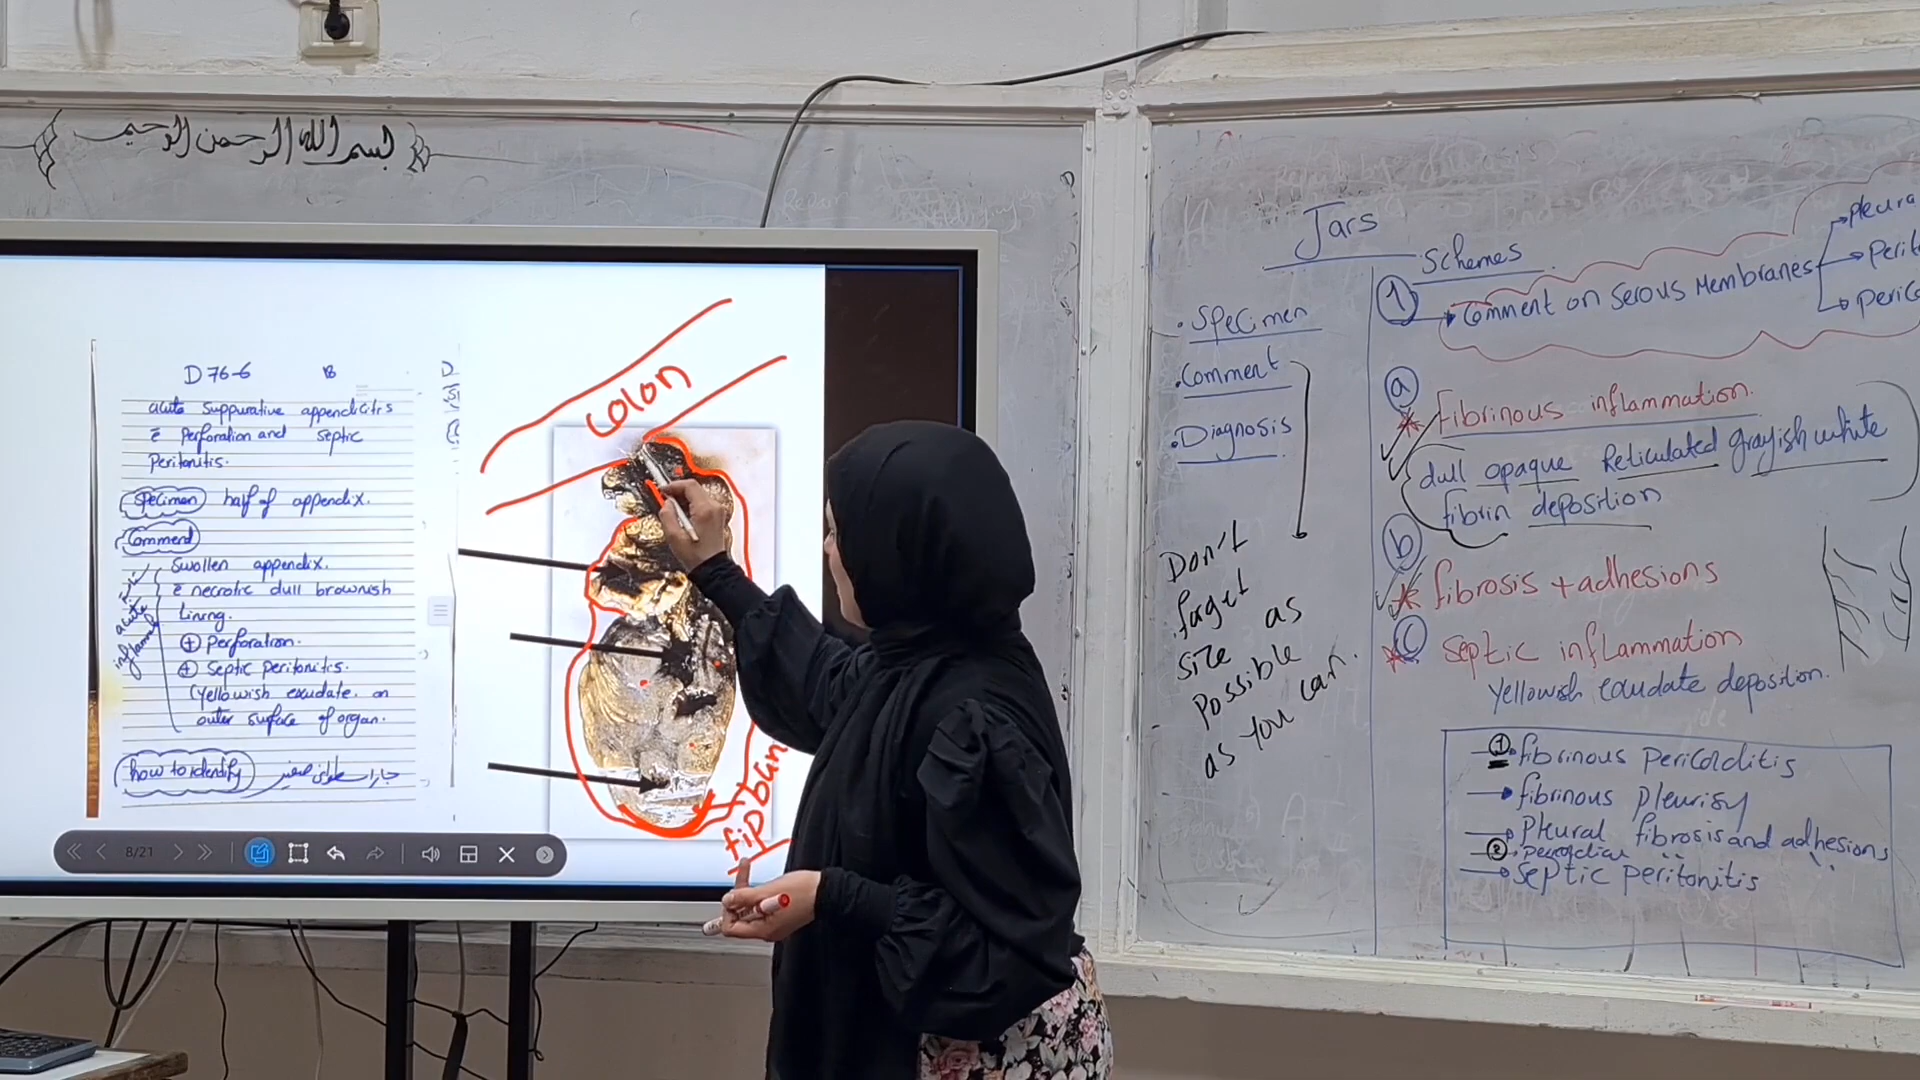 بسم الله الرحمن الرحيم
D 76-6
acute suppurative appendicitis
c̄ Perforation and septic
Peritonitis.
Specimen half of appendix.
Comment
Swollen appendix.
c̄ necrotic dull brownish
Lining.
+ Perforation.
+ Septic peritonitis.
(Yellowish exudate on
outer surface of organ.
acute
inflamm
how to identify
8/21
colon
Jars
• Specimen
• Comment
• Diagnosis
Don't
forget
size as
Possible
as you can.
Schemes
1 Comment on Serous Membranes
Pleura
Perit
Peric
a
* Fibrinous inflammation.
dull opaque Reticulated grayish white
fibrin deposition
b
* fibrosis + adhesions
c
* Septic inflammation
Yellowish exudate deposition.
1 fibrinous Pericarditis
fibrinous Pleurisy
Pleural fibrosis and adhesions
2
Septic Peritonitis